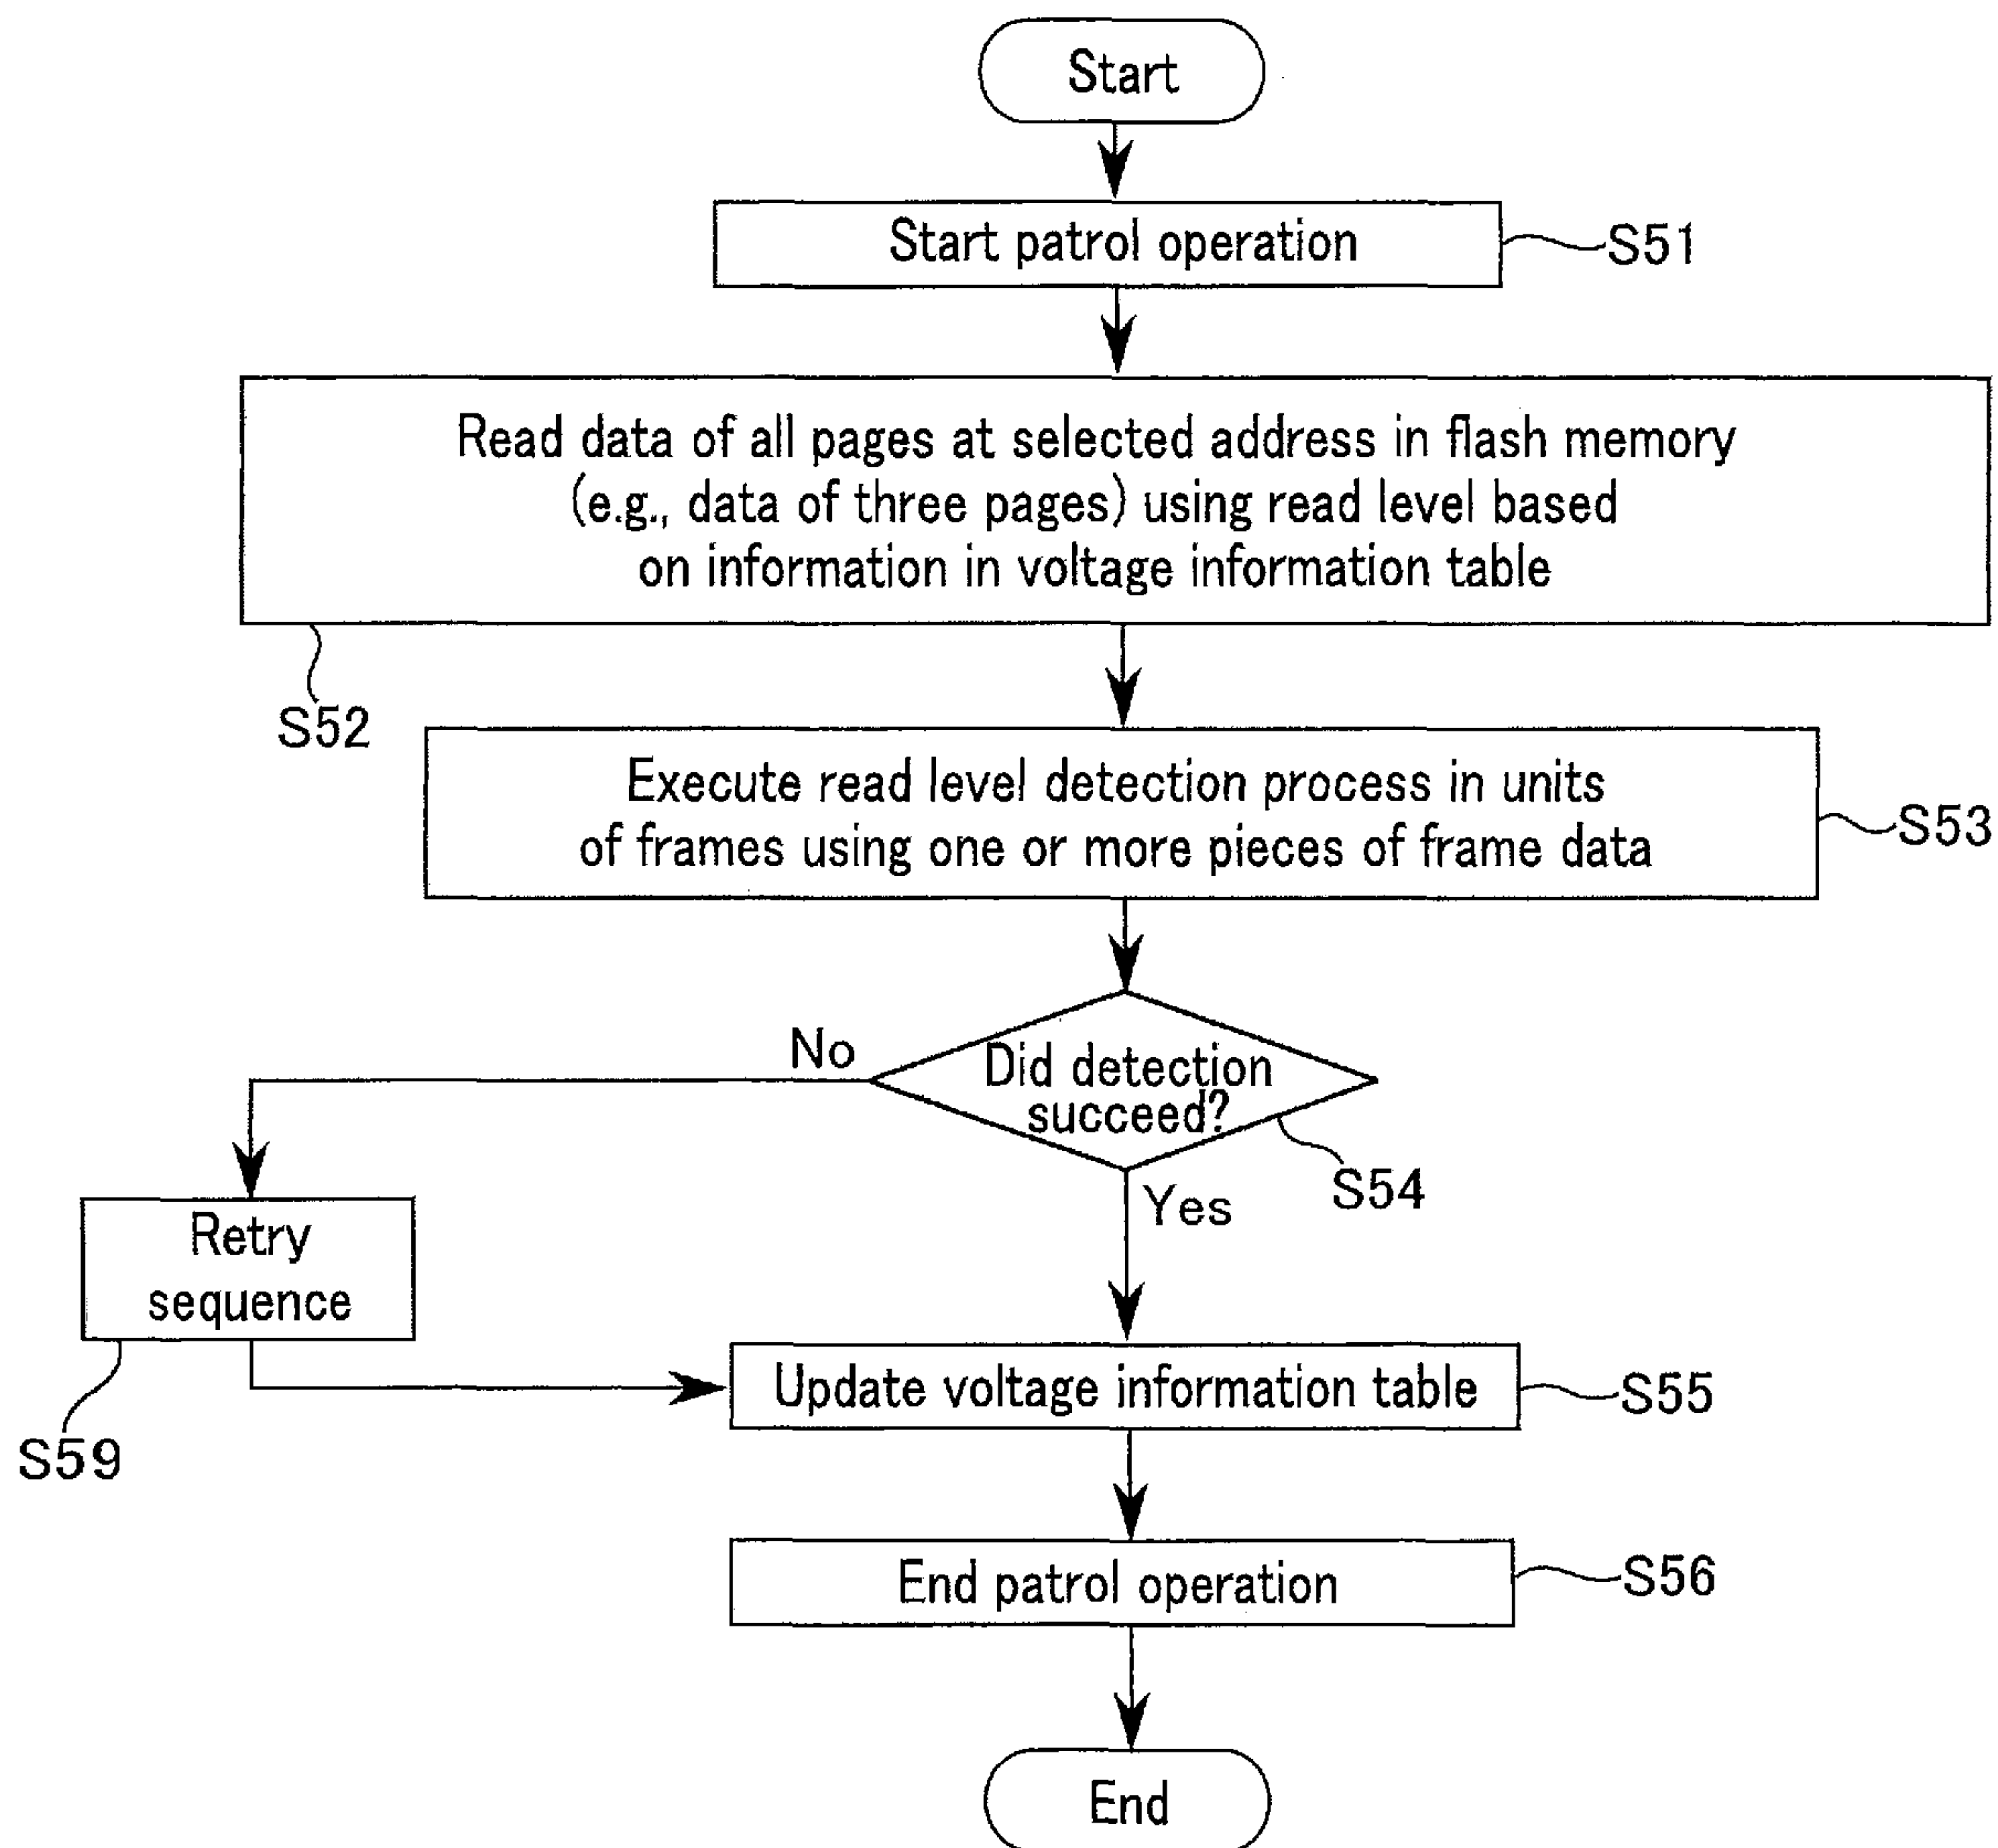 Start
Start patrol operation
S51
Read data of all pages at selected address in flash memory
(e.g., data of three pages) using read level based
on information in voltage information table
S52
Execute read level detection process in units
of frames using one or more pieces of frame data
S53
No
Did detection
succeed?
S54
Yes
Retry
sequence
S59
Update voltage information table
S55
End patrol operation
S56
End